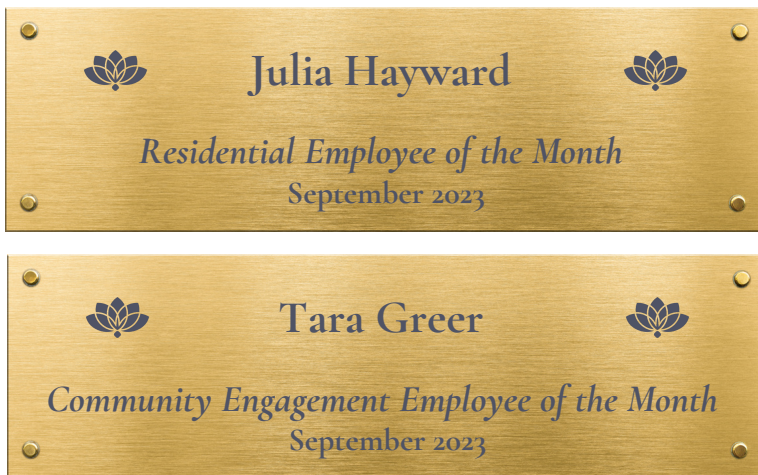 Julia Hayward
Residential Employee of the Month
September 2023
Tara Greer
Community Engagement Employee of the Month
September 2023